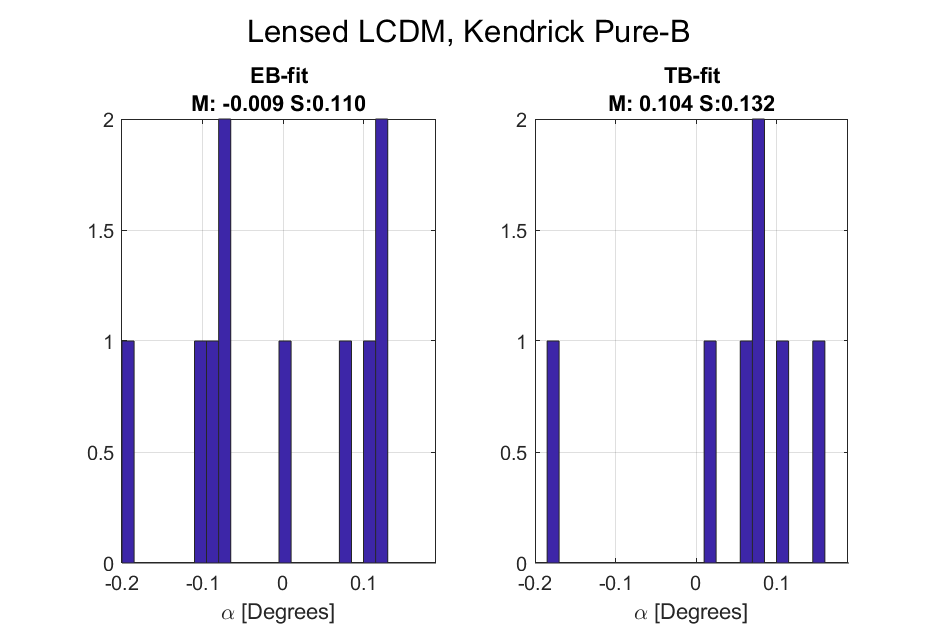 Lensed LCDM, Kendrick Pure-B
EB-fit
M: -0.009 S:0.110
2
1.5
1
0.5
0
-0.2
-0.1
0
0.1
α [Degrees]
TB-fit
M: 0.104 S:0.132
2
1.5
1
0.5
0
-0.2
-0.1
0
0.1
α [Degrees]